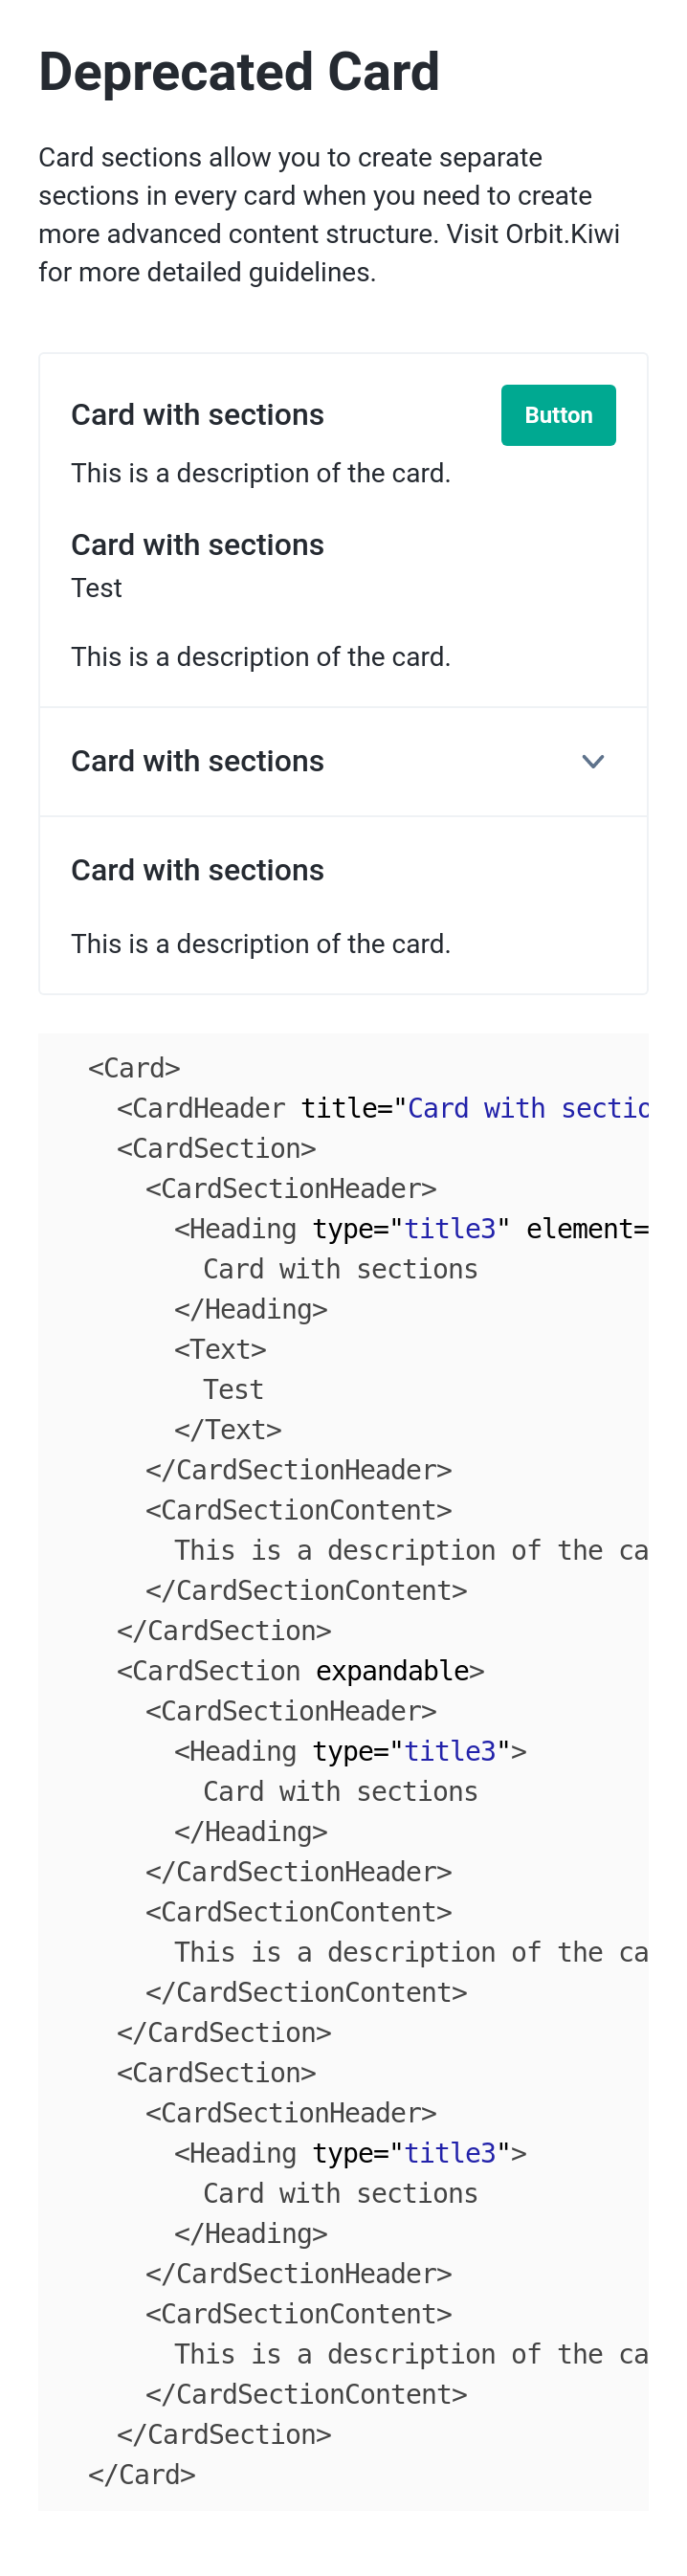 Deprecated Card
Card sections allow you to create separate
sections in every card when you need to create
more advanced content structure. Visit Orbit.Kiwi
for more detailed guidelines.
Card with sections
Button
This is a description of the card.
Card with sections
Test
This is a description of the card.
Card with sections
Card with sections
This is a description of the card.
<Card>
<CardHeader title="Card with sectio
<CardSection>
<CardSectionHeader>
<Heading type="title3" element=
Card with sections
</Heading>
<Text>
Test
</Text>
</CardSectionHeader>
<CardSectionContent>
This is a description of the ca
</CardSectionContent>
</CardSection>
<CardSection expandable>
<CardSectionHeader>
<Heading type="title3">
Card with sections
</Heading>
</CardSectionHeader>
<CardSectionContent>
This is a description of the ca
</CardSectionContent>
</CardSection>
<CardSection>
<CardSectionHeader>
<Heading type="title3">
Card with sections
</Heading>
</CardSectionHeader>
<CardSectionContent>
This is a description of the ca
</CardSectionContent>
</CardSection>
</Card>